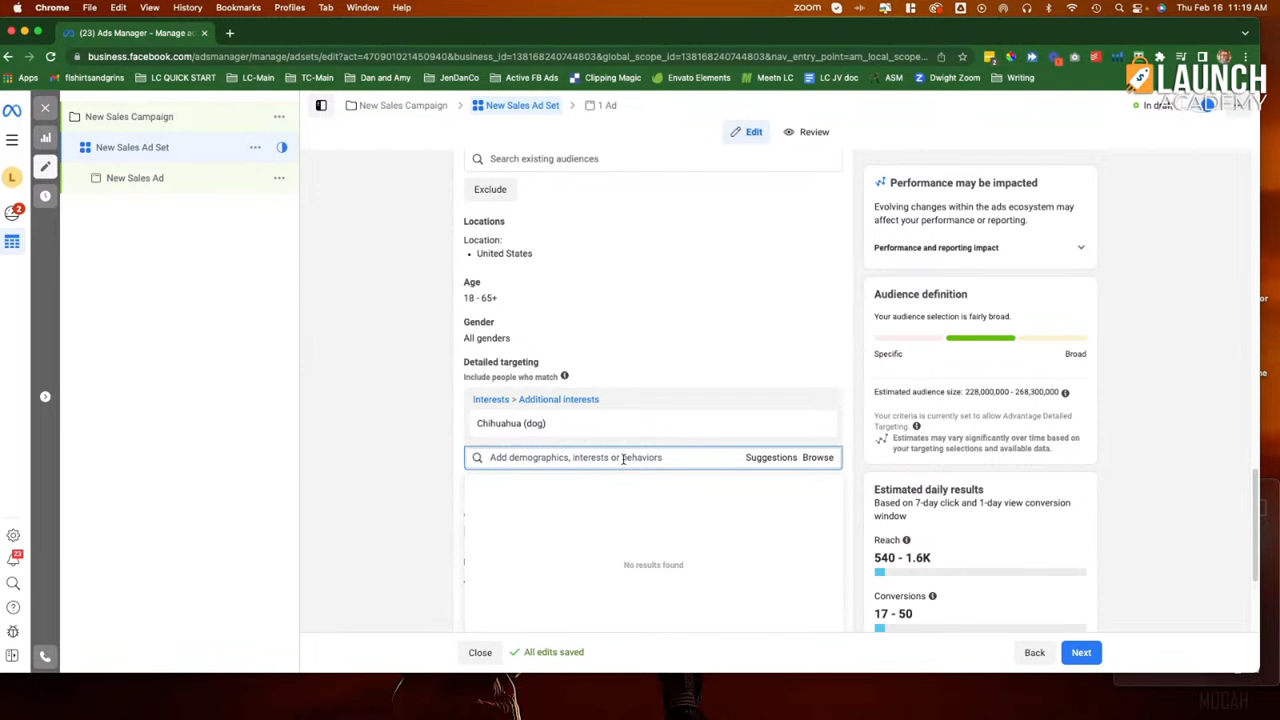 Chrome File Edit View History Bookmarks Profiles Tab Window Help
zoom
Thu Feb 16 11:19 AM
(23) Ads Manager - Manage a
business.facebook.com/adsmanager/manage/adsets/edit?act=470901021450940&business_id=138168240744803&global_scope_id=138168240744803&nav_entry_point=am_local_scope...
Apps flshirtsandgrins LC QUICK START LC-Main TC-Main Dan and Amy JenDanCo Active FB Ads Clipping Magic Envato Elements Meetn LC LC JV doc ASM Dwight Zoom Writing
LAUNCH
ACADEMY
New Sales Campaign New Sales Ad Set 1 Ad
In dra
New Sales Campaign
New Sales Ad Set
New Sales Ad
L
2
23
Edit Review
Search existing audiences
Exclude
Locations
Location:
• United States
Age
18 - 65+
Gender
All genders
Detailed targeting
Include people who match
Interests > Additional interests
Chihuahua (dog)
Add demographics, interests or behaviors Suggestions Browse
No results found
Performance may be impacted
Evolving changes within the ads ecosystem may
affect your performance or reporting.
Performance and reporting impact
Audience definition
Your audience selection is fairly broad.
Specific Broad
Estimated audience size: 228,000,000 - 268,300,000
Your criteria is currently set to allow Advantage Detailed
Targeting.
Estimates may vary significantly over time based on
your targeting selections and available data.
Estimated daily results
Based on 7-day click and 1-day view conversion
window
Reach
540 - 1.6K
Conversions
17 - 50
Close All edits saved Back Next
MUCAH